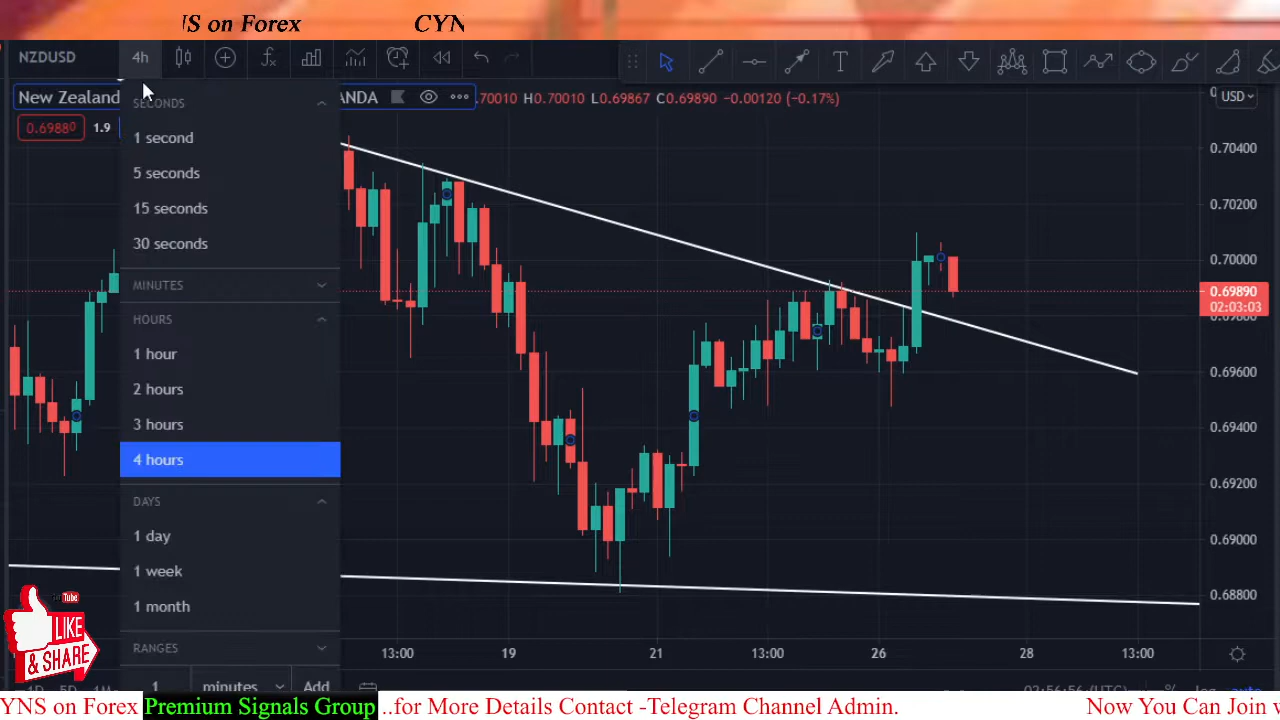 S on Forex CYN
NZDUSD 4h
New Zealand ANDA .70010 H0.70010 L0.69867 C0.69890 -0.00120 (-0.17%) USD
0.69880 1.9
SECONDS
1 second
5 seconds
15 seconds
30 seconds
MINUTES
HOURS
1 hour
2 hours
3 hours
4 hours
DAYS
1 day
1 week
1 month
RANGES
1 minutes Add
0.70400
0.70200
0.70000
0.69890
02:03:03
0.69600
0.69400
0.69200
0.69000
0.68800
13:00 19 21 13:00 26 28 13:00
You Tube
LIKE
& SHARE
YNS on Forex Premium Signals Group ..for More Details Contact -Telegram Admin. Now You Can Join